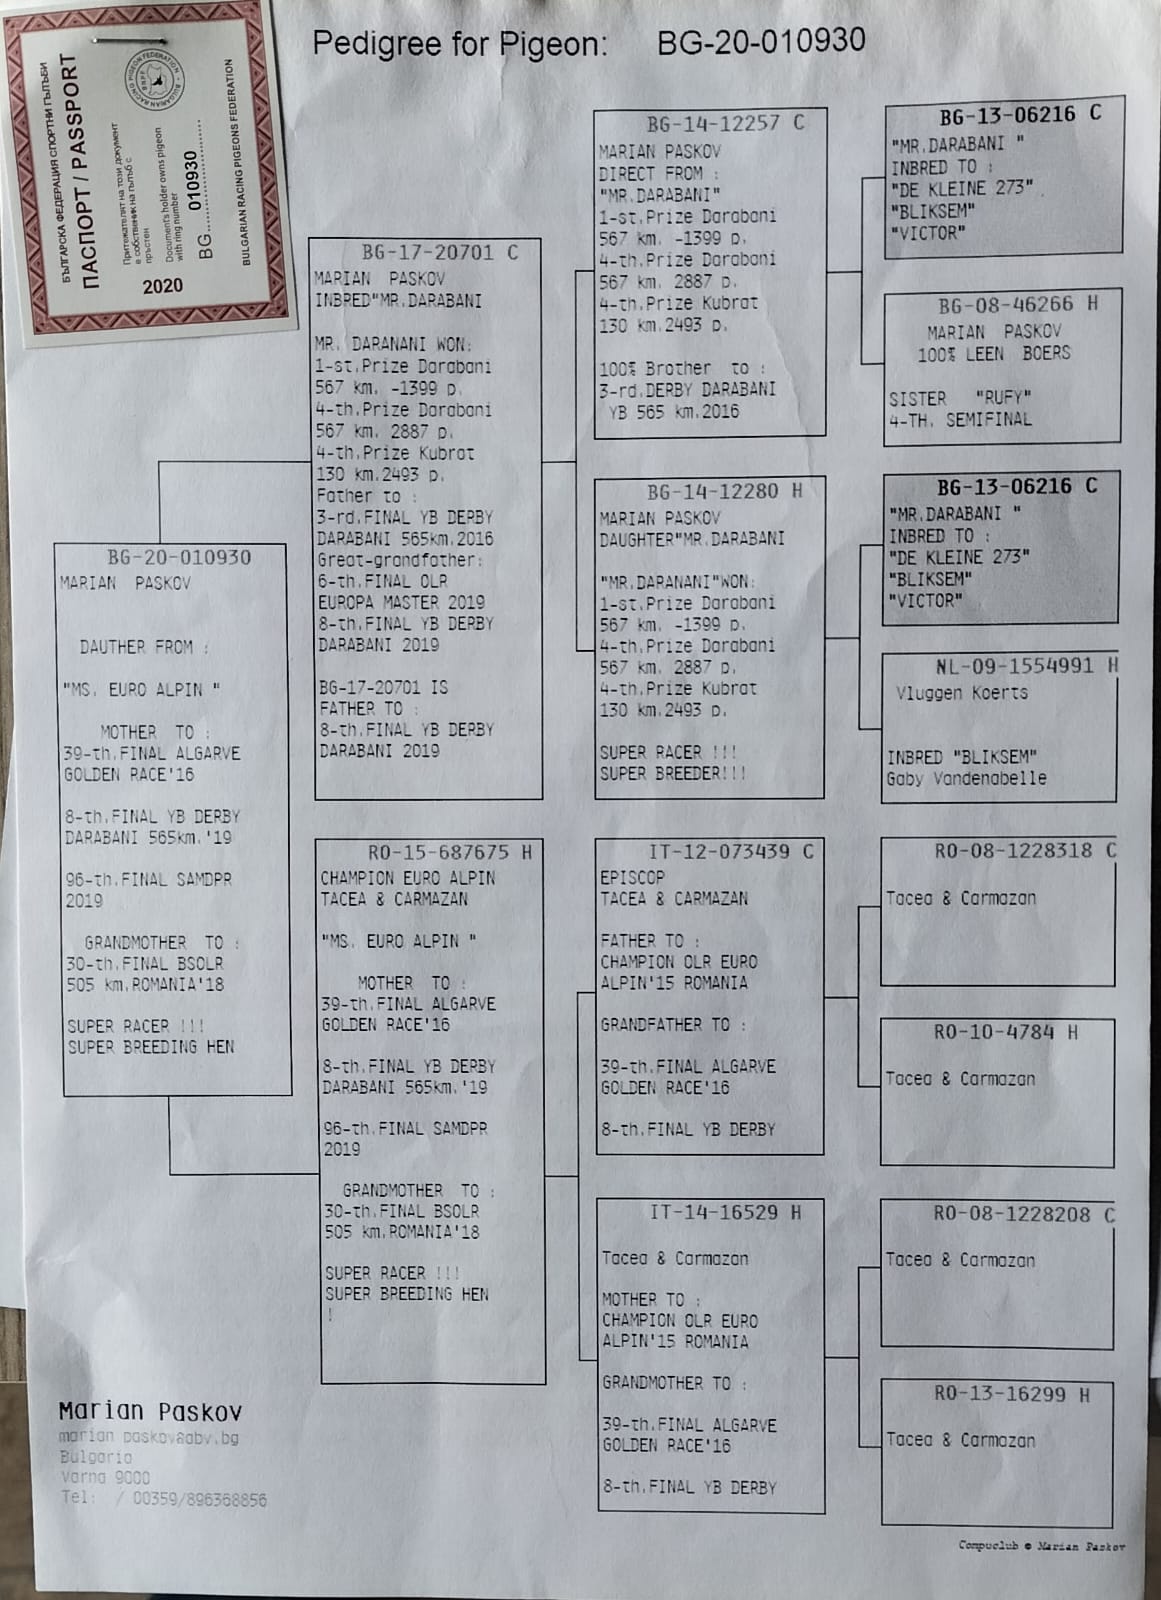 БЪЛГАРСКА ФЕДЕРАЦИЯ СПОРТНИ ГЪЛЪБИ
ПАСПОРТ / PASSPORT
Притежателят на този документ
е собственик на гълъб с
пръстен
Documents holder owns pigeon
with ring number
BG 010930
2020
BULGARIAN RACING PIGEONS FEDERATION
Pedigree for Pigeon: BG-20-010930
BG-20-010930
MARIAN PASKOV
DAUTHER FROM :
"MS. EURO ALPIN "
MOTHER TO :
39-th.FINAL ALGARVE
GOLDEN RACE'16
8-th.FINAL YB DERBY
DARABANI 565km.'19
96-th.FINAL SAMDPR
2019
GRANDMOTHER TO :
30-th.FINAL BSOLR
505 km.ROMANIA'18
SUPER RACER !!!
SUPER BREEDING HEN
BG-17-20701 C
MARIAN PASKOV
INBRED"MR.DARABANI
MR. DARANANI WON:
1-st.Prize Darabani
567 km. -1399 p.
4-th.Prize Darabani
567 km. 2887 p.
4-th.Prize Kubrat
130 km.2493 p.
Father to :
3-rd.FINAL YB DERBY
DARABANI 565km.2016
Great-grandfather:
6-th.FINAL OLR
EUROPA MASTER 2019
8-th.FINAL YB DERBY
DARABANI 2019
BG-17-20701 IS
FATHER TO :
8-th.FINAL YB DERBY
DARABANI 2019
RO-15-687675 H
CHAMPION EURO ALPIN
TACEA & CARMAZAN
"MS. EURO ALPIN "
MOTHER TO :
39-th.FINAL ALGARVE
GOLDEN RACE'16
8-th.FINAL YB DERBY
DARABANI 565km.'19
96-th.FINAL SAMDPR
2019
GRANDMOTHER TO :
30-th.FINAL BSOLR
505 km.ROMANIA'18
SUPER RACER !!!
SUPER BREEDING HEN
!
BG-14-12257 C
MARIAN PASKOV
DIRECT FROM :
"MR.DARABANI"
1-st.Prize Darabani
567 km. -1399 p.
4-th.Prize Darabani
567 km. 2887 p.
4-th.Prize Kubrat
130 km.2493 p.
100% Brother to :
3-rd.DERBY DARABANI
YB 565 km.2016
BG-14-12280 H
MARIAN PASKOV
DAUGHTER"MR.DARABANI
"MR.DARANANI"WON:
1-st.Prize Darabani
567 km. -1399 p.
4-th.Prize Darabani
567 km. 2887 p.
4-th.Prize Kubrat
130 km.2493 p.
SUPER RACER !!!
SUPER BREEDER!!!
IT-12-073439 C
EPISCOP
TACEA & CARMAZAN
FATHER TO :
CHAMPION OLR EURO
ALPIN'15 ROMANIA
GRANDFATHER TO :
39-th.FINAL ALGARVE
GOLDEN RACE'16
8-th.FINAL YB DERBY
IT-14-16529 H
Tacea & Carmazan
MOTHER TO :
CHAMPION OLR EURO
ALPIN'15 ROMANIA
GRANDMOTHER TO :
39-th.FINAL ALGARVE
GOLDEN RACE'16
8-th.FINAL YB DERBY
BG-13-06216 C
"MR.DARABANI "
INBRED TO :
"DE KLEINE 273"
"BLIKSEM"
"VICTOR"
BG-08-46266 H
MARIAN PASKOV
100% LEEN BOERS
SISTER "RUFY"
4-TH. SEMIFINAL
BG-13-06216 C
"MR.DARABANI "
INBRED TO :
"DE KLEINE 273"
"BLIKSEM"
"VICTOR"
NL-09-1554991 H
Vluggen Koerts
INBRED "BLIKSEM"
Gaby Vandenabelle
RO-08-1228318 C
Tacea & Carmazan
RO-10-4784 H
Tacea & Carmazan
RO-08-1228208 C
Tacea & Carmazan
RO-13-16299 H
Tacea & Carmazan
Marian Paskov
marian paskov@abv.bg
Bulgaria
Varna 9000
Tel: / 00359/896368856
Compuclub © Marian Paskov